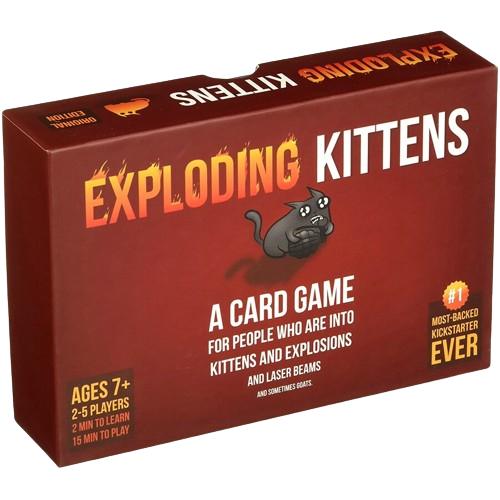 ORIGINAL
EDITION
EXPLODING
KITTENS
EXPLODING KITTENS
A CARD GAME
FOR PEOPLE WHO ARE INTO
KITTENS AND EXPLOSIONS
AND LASER BEAMS
AND SOMETIMES GOATS.
AGES 7+
2-5 PLAYERS
2 MIN TO LEARN
15 MIN TO PLAY
#1
MOST-BACKED
KICKSTARTER
EVER